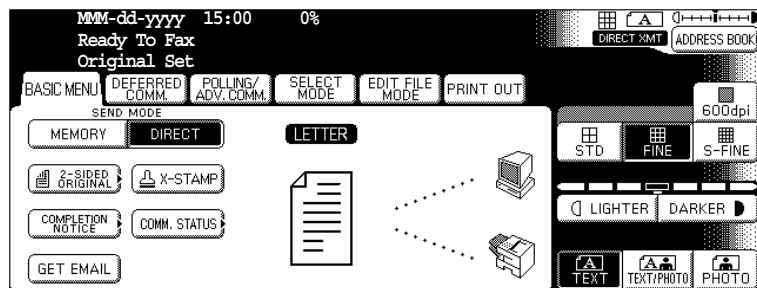 MMM-dd-yyyy 15:00 0%
Ready To Fax
Original Set
A
DIRECT XMT
ADDRESS BOOK
BASIC MENU
DEFERRED COMM.
POLLING/ ADV. COMM.
SELECT MODE
EDIT FILE MODE
PRINT OUT
SEND MODE
MEMORY DIRECT
LETTER
600dpi
STD FINE S-FINE
2-SIDED ORIGINAL
X-STAMP
LIGHTER DARKER
COMPLETION NOTICE
COMM. STATUS
GET EMAIL
A TEXT
A TEXT/PHOTO
PHOTO